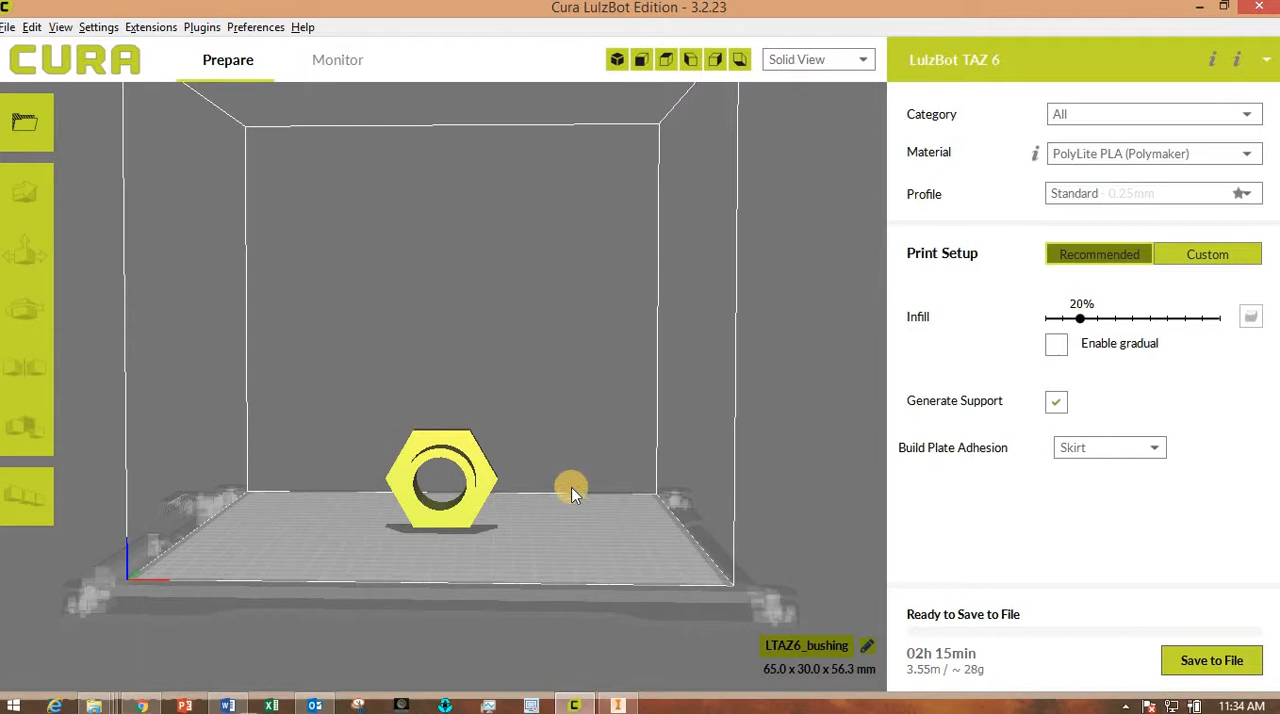 Cura LulzBot Edition - 3.2.23
File Edit View Settings Extensions Plugins Preferences Help
CURA
Prepare Monitor
Solid View
LulzBot TAZ 6
Category All
Material PolyLite PLA (Polymaker)
Profile Standard - 0.25mm
Print Setup Recommended Custom
20%
Infill
Enable gradual
Generate Support
Build Plate Adhesion Skirt
LTAZ6_bushing
65.0 x 30.0 x 56.3 mm
Ready to Save to File
02h 15min
3.55m / ~ 28g
Save to File
11:34 AM